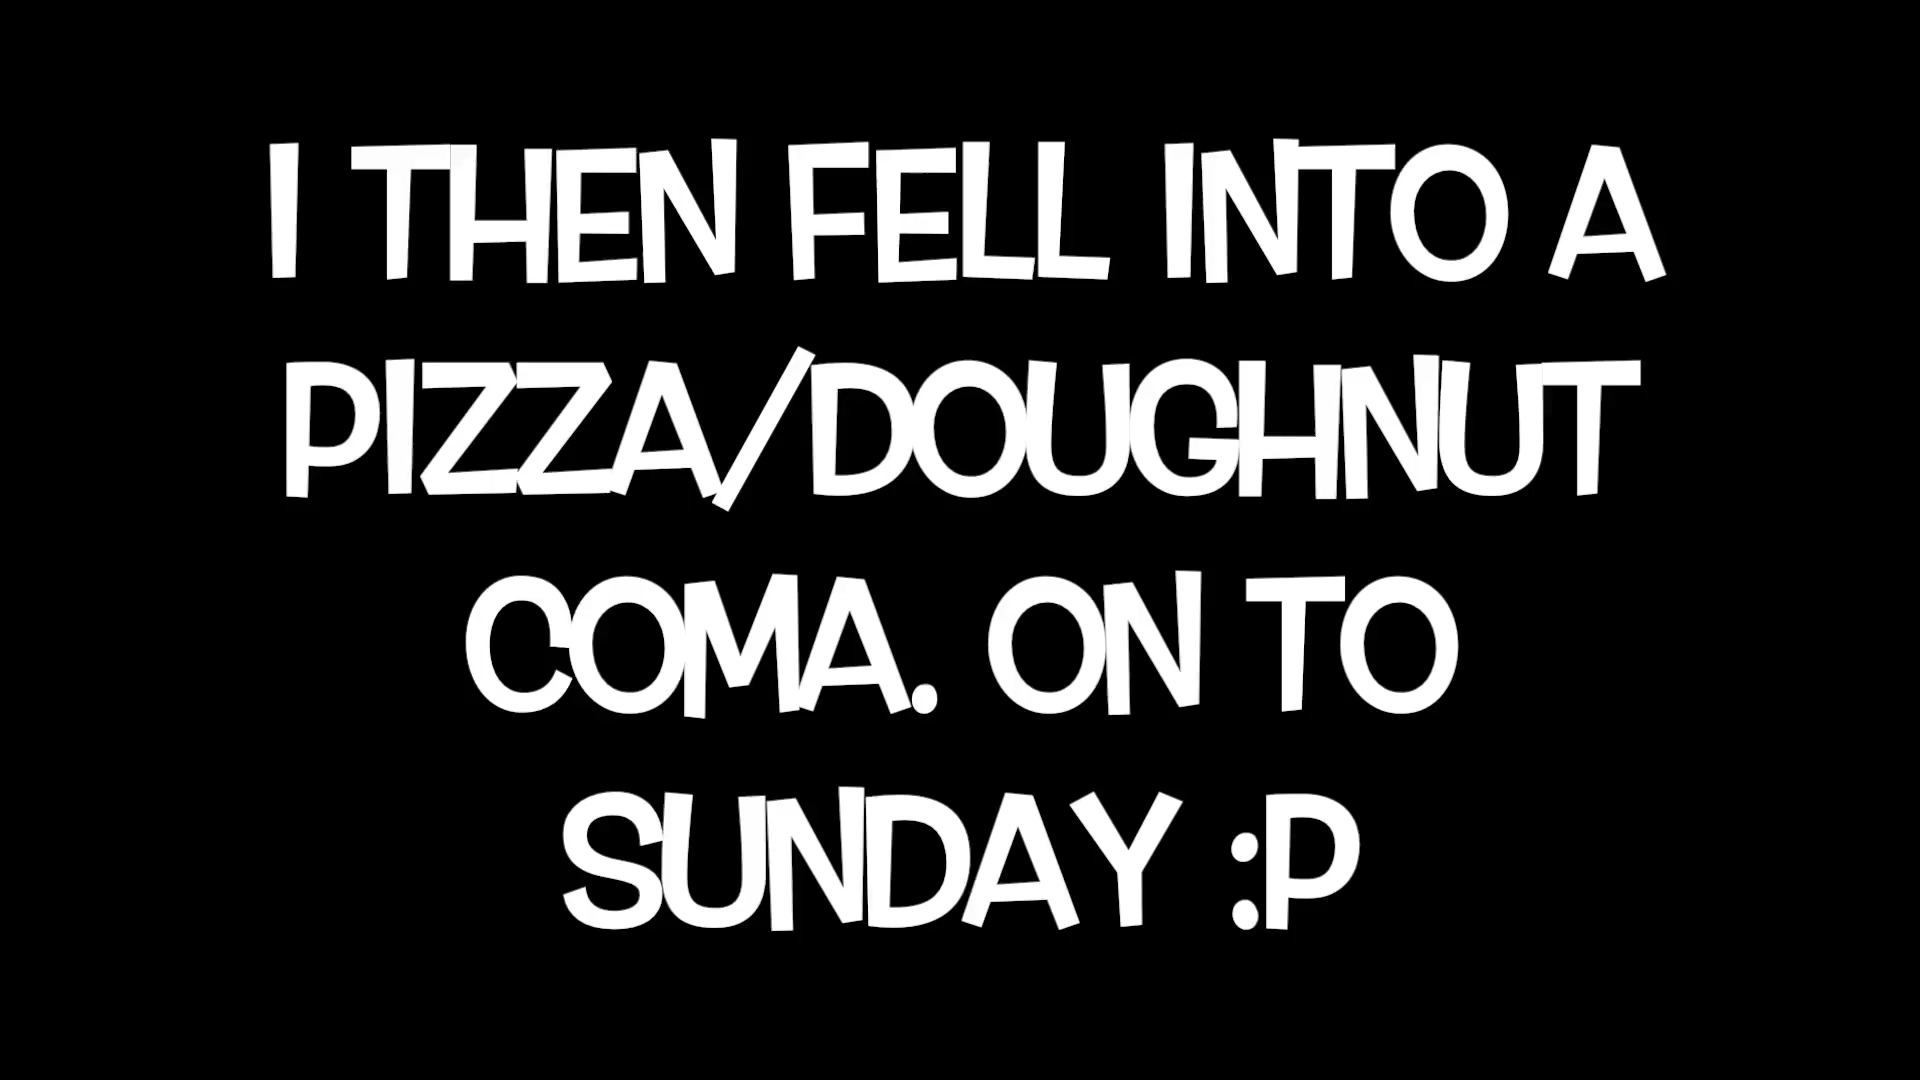 I THEN FELL INTO A
PIZZA/DOUGHNUT
COMA. ON TO
SUNDAY :P